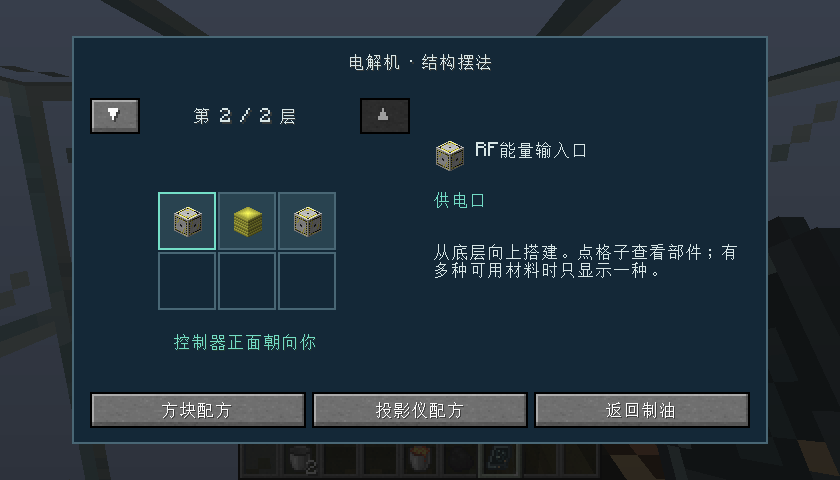 电解机 · 结构摆法
▼
第 2 / 2 层
▲
RF能量输入口
供电口
从底层向上搭建。点格子查看部件；有
多种可用材料时只显示一种。
控制器正面朝向你
方块配方
投影仪配方
返回制油
2